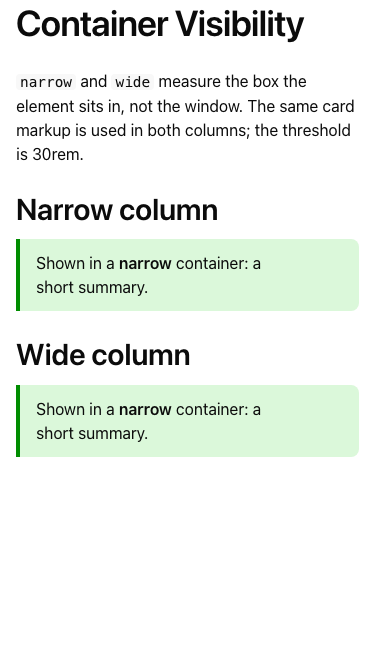 Container Visibility
narrow and wide measure the box the
element sits in, not the window. The same card
markup is used in both columns; the threshold
is 30rem.
Narrow column
Shown in a narrow container: a
short summary.
Wide column
Shown in a narrow container: a
short summary.